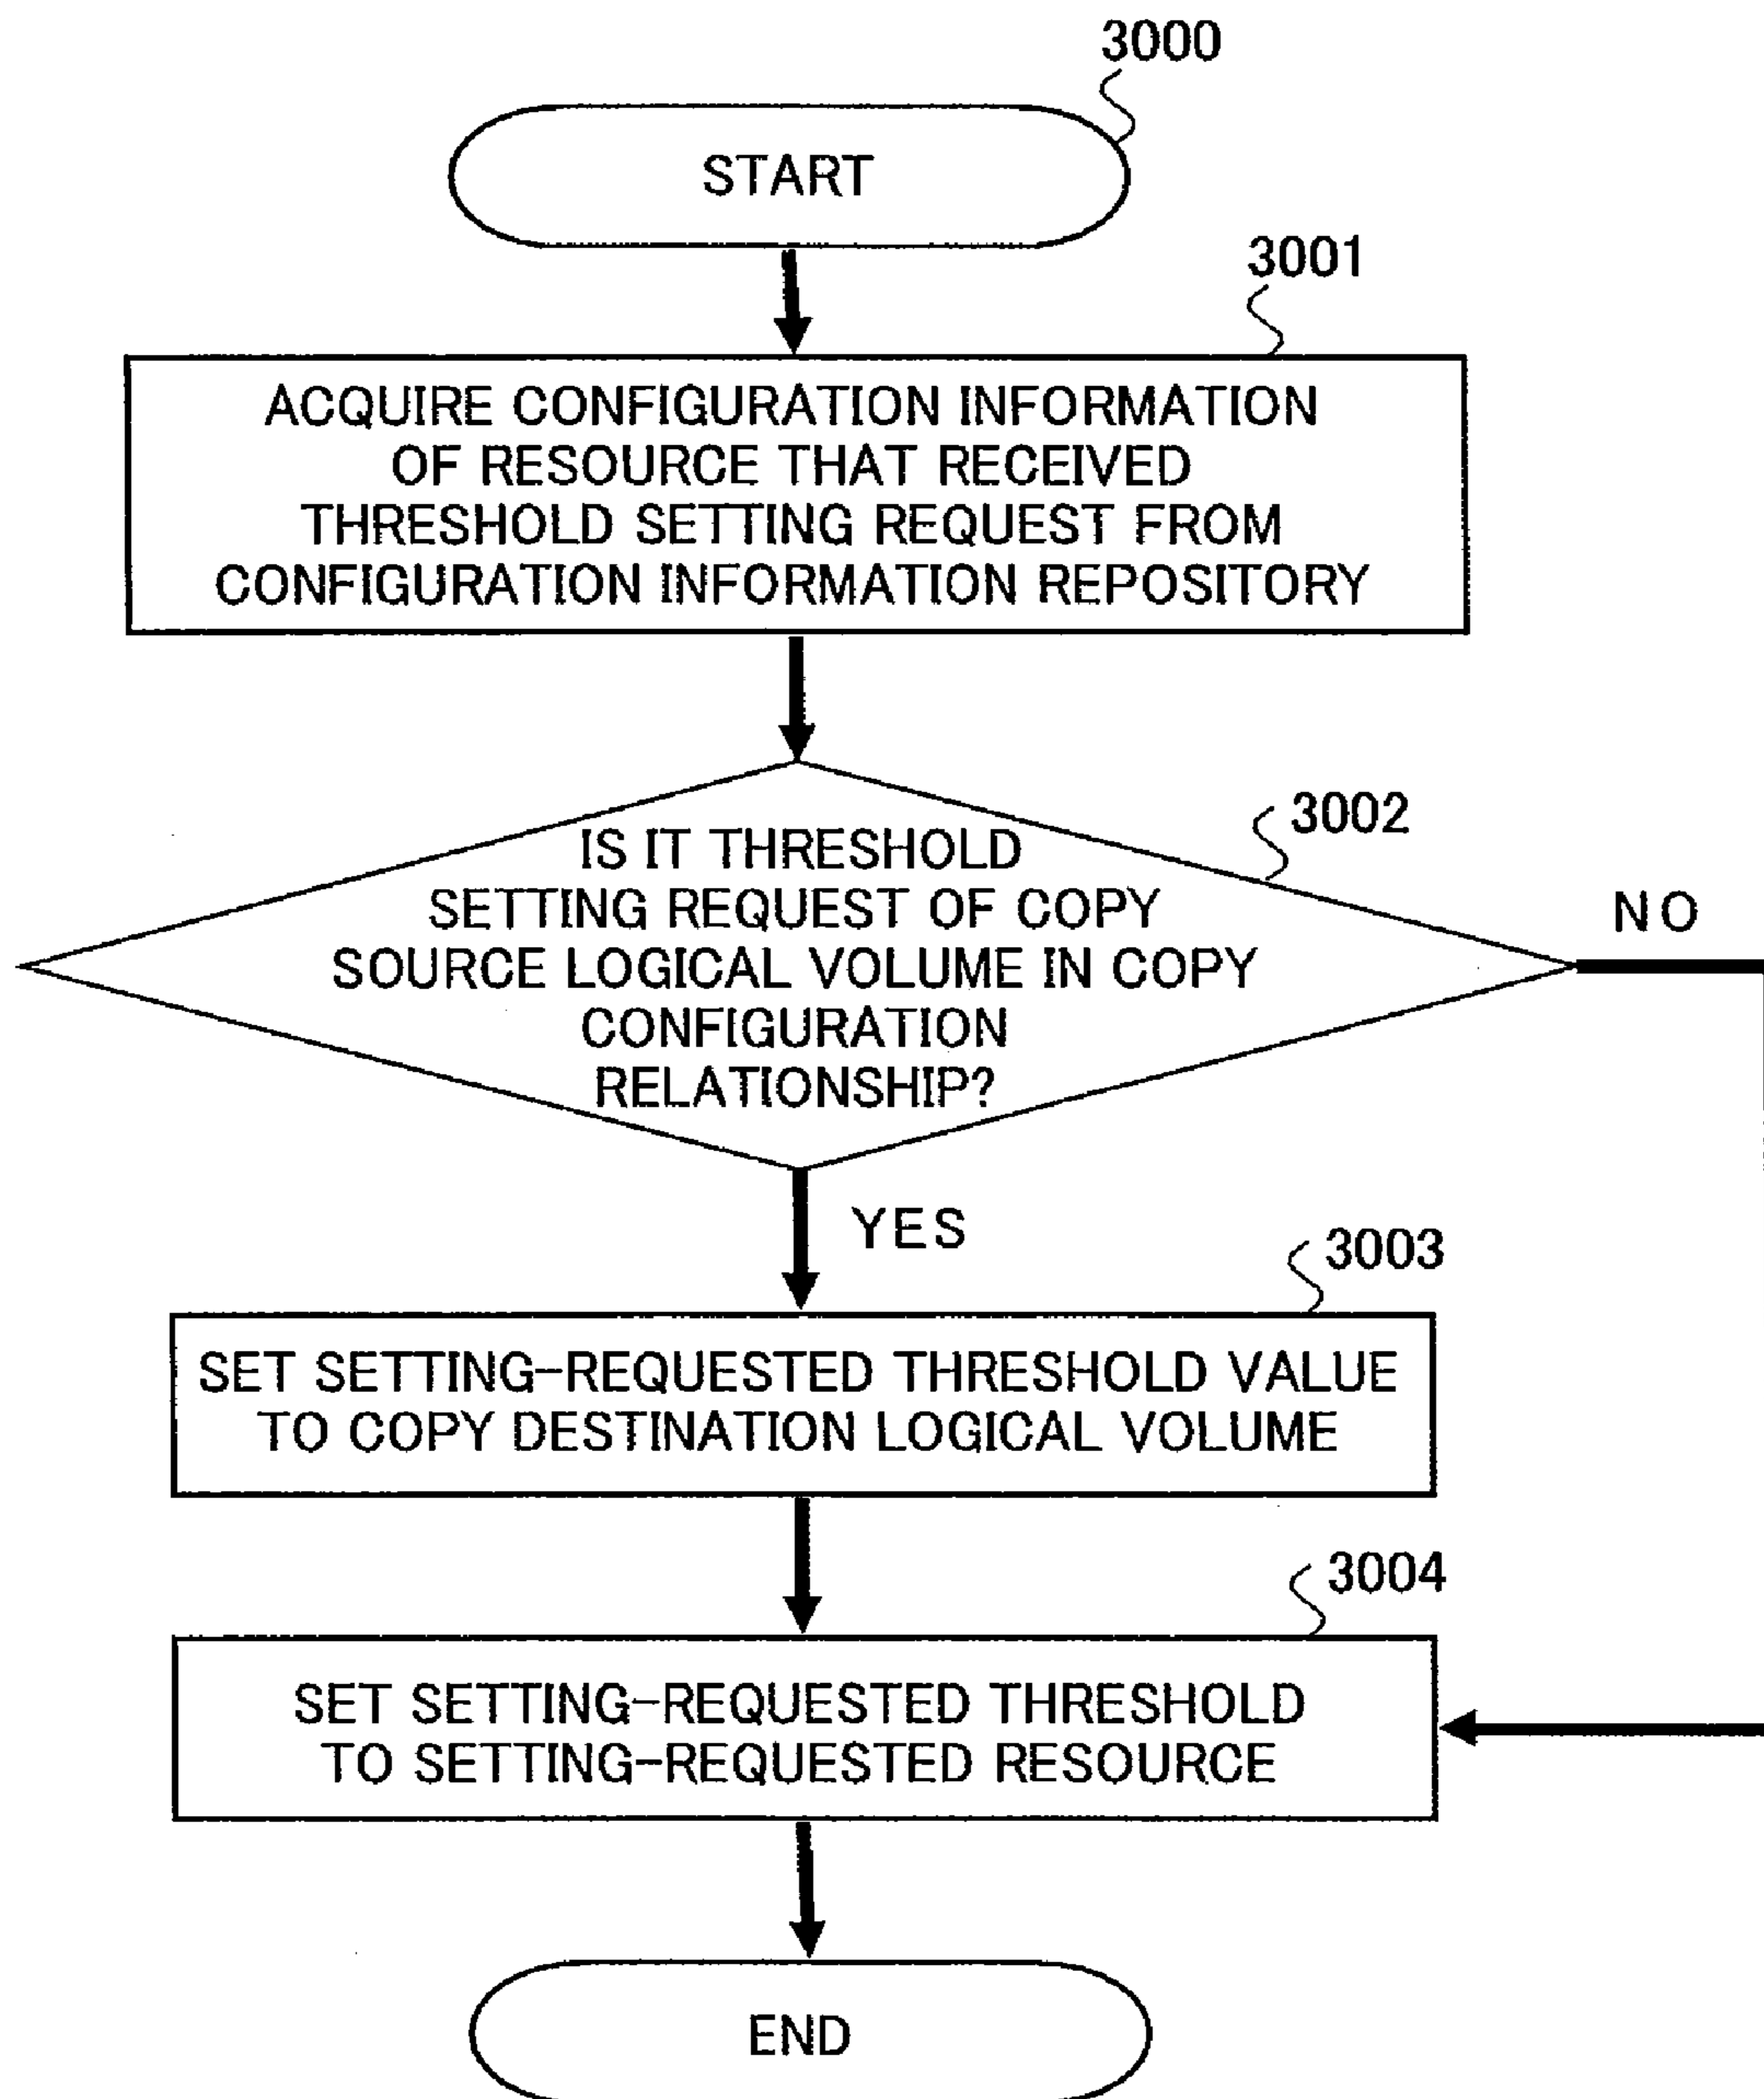 3000
START
3001
ACQUIRE CONFIGURATION INFORMATION
OF RESOURCE THAT RECEIVED
THRESHOLD SETTING REQUEST FROM
CONFIGURATION INFORMATION REPOSITORY
3002
IS IT THRESHOLD
SETTING REQUEST OF COPY
SOURCE LOGICAL VOLUME IN COPY
CONFIGURATION
RELATIONSHIP?
NO
YES
3003
SET SETTING-REQUESTED THRESHOLD VALUE
TO COPY DESTINATION LOGICAL VOLUME
3004
SET SETTING-REQUESTED THRESHOLD
TO SETTING-REQUESTED RESOURCE
END